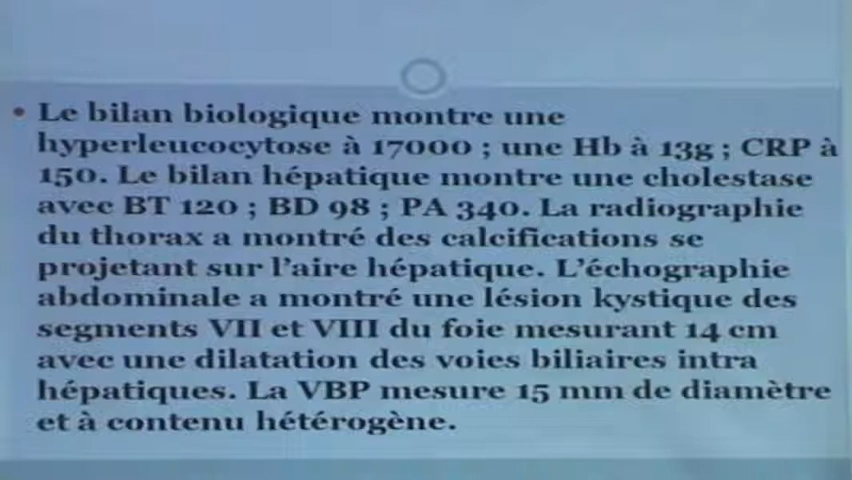 • Le bilan biologique montre une
hyperleucocytose à 17000 ; une Hb à 13g ; CRP à
150. Le bilan hépatique montre une cholestase
avec BT 120 ; BD 98 ; PA 340. La radiographie
du thorax a montré des calcifications se
projetant sur l'aire hépatique. L'échographie
abdominale a montré une lésion kystique des
segments VII et VIII du foie mesurant 14 cm
avec une dilatation des voies biliaires intra
hépatiques. La VBP mesure 15 mm de diamètre
et à contenu hétérogène.